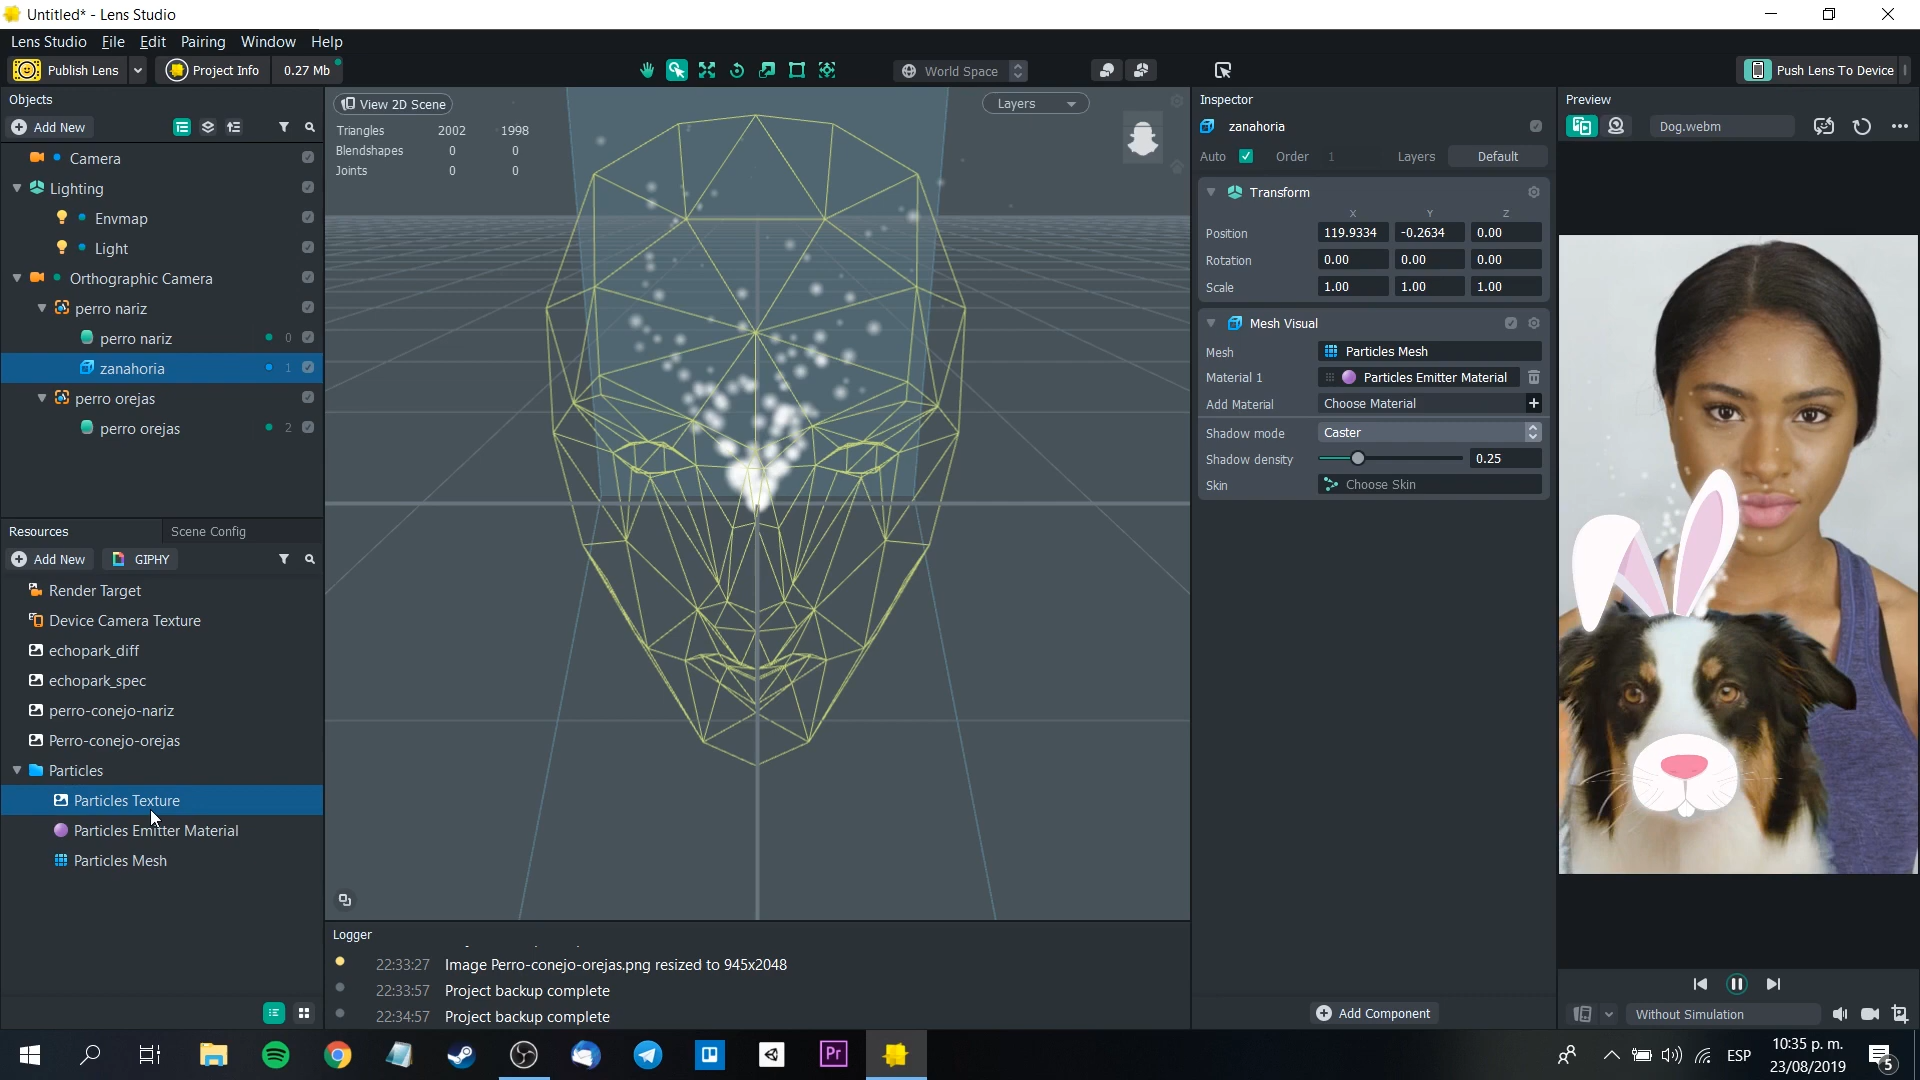 Untitled* - Lens Studio
Lens Studio File Edit Pairing Window Help
Publish Lens Project Info 0.27 Mb World Space Push Lens To Device
Objects
Add New
Camera
Lighting
Envmap
Light
Orthographic Camera
perro nariz
perro nariz 0
zanahoria 1
perro orejas
perro orejas 2
Resources Scene Config
Add New GIPHY
Render Target
Device Camera Texture
echopark_diff
echopark_spec
perro-conejo-nariz
Perro-conejo-orejas
Particles
Particles Texture
Particles Emitter Material
Particles Mesh
View 2D Scene Layers
Triangles 2002 1998
Blendshapes 0 0
Joints 0 0
Logger
22:33:27 Image Perro-conejo-orejas.png resized to 945x2048
22:33:57 Project backup complete
22:34:57 Project backup complete
Inspector
zanahoria
Auto Order 1 Layers Default
Transform
X Y Z
Position 119.9334 -0.2634 0.00
Rotation 0.00 0.00 0.00
Scale 1.00 1.00 1.00
Mesh Visual
Mesh Particles Mesh
Material 1 Particles Emitter Material
Add Material Choose Material
Shadow mode Caster
Shadow density 0.25
Skin Choose Skin
Add Component
Preview
Dog.webm
Without Simulation
Pr
ESP
10:35 p. m.
23/08/2019
5